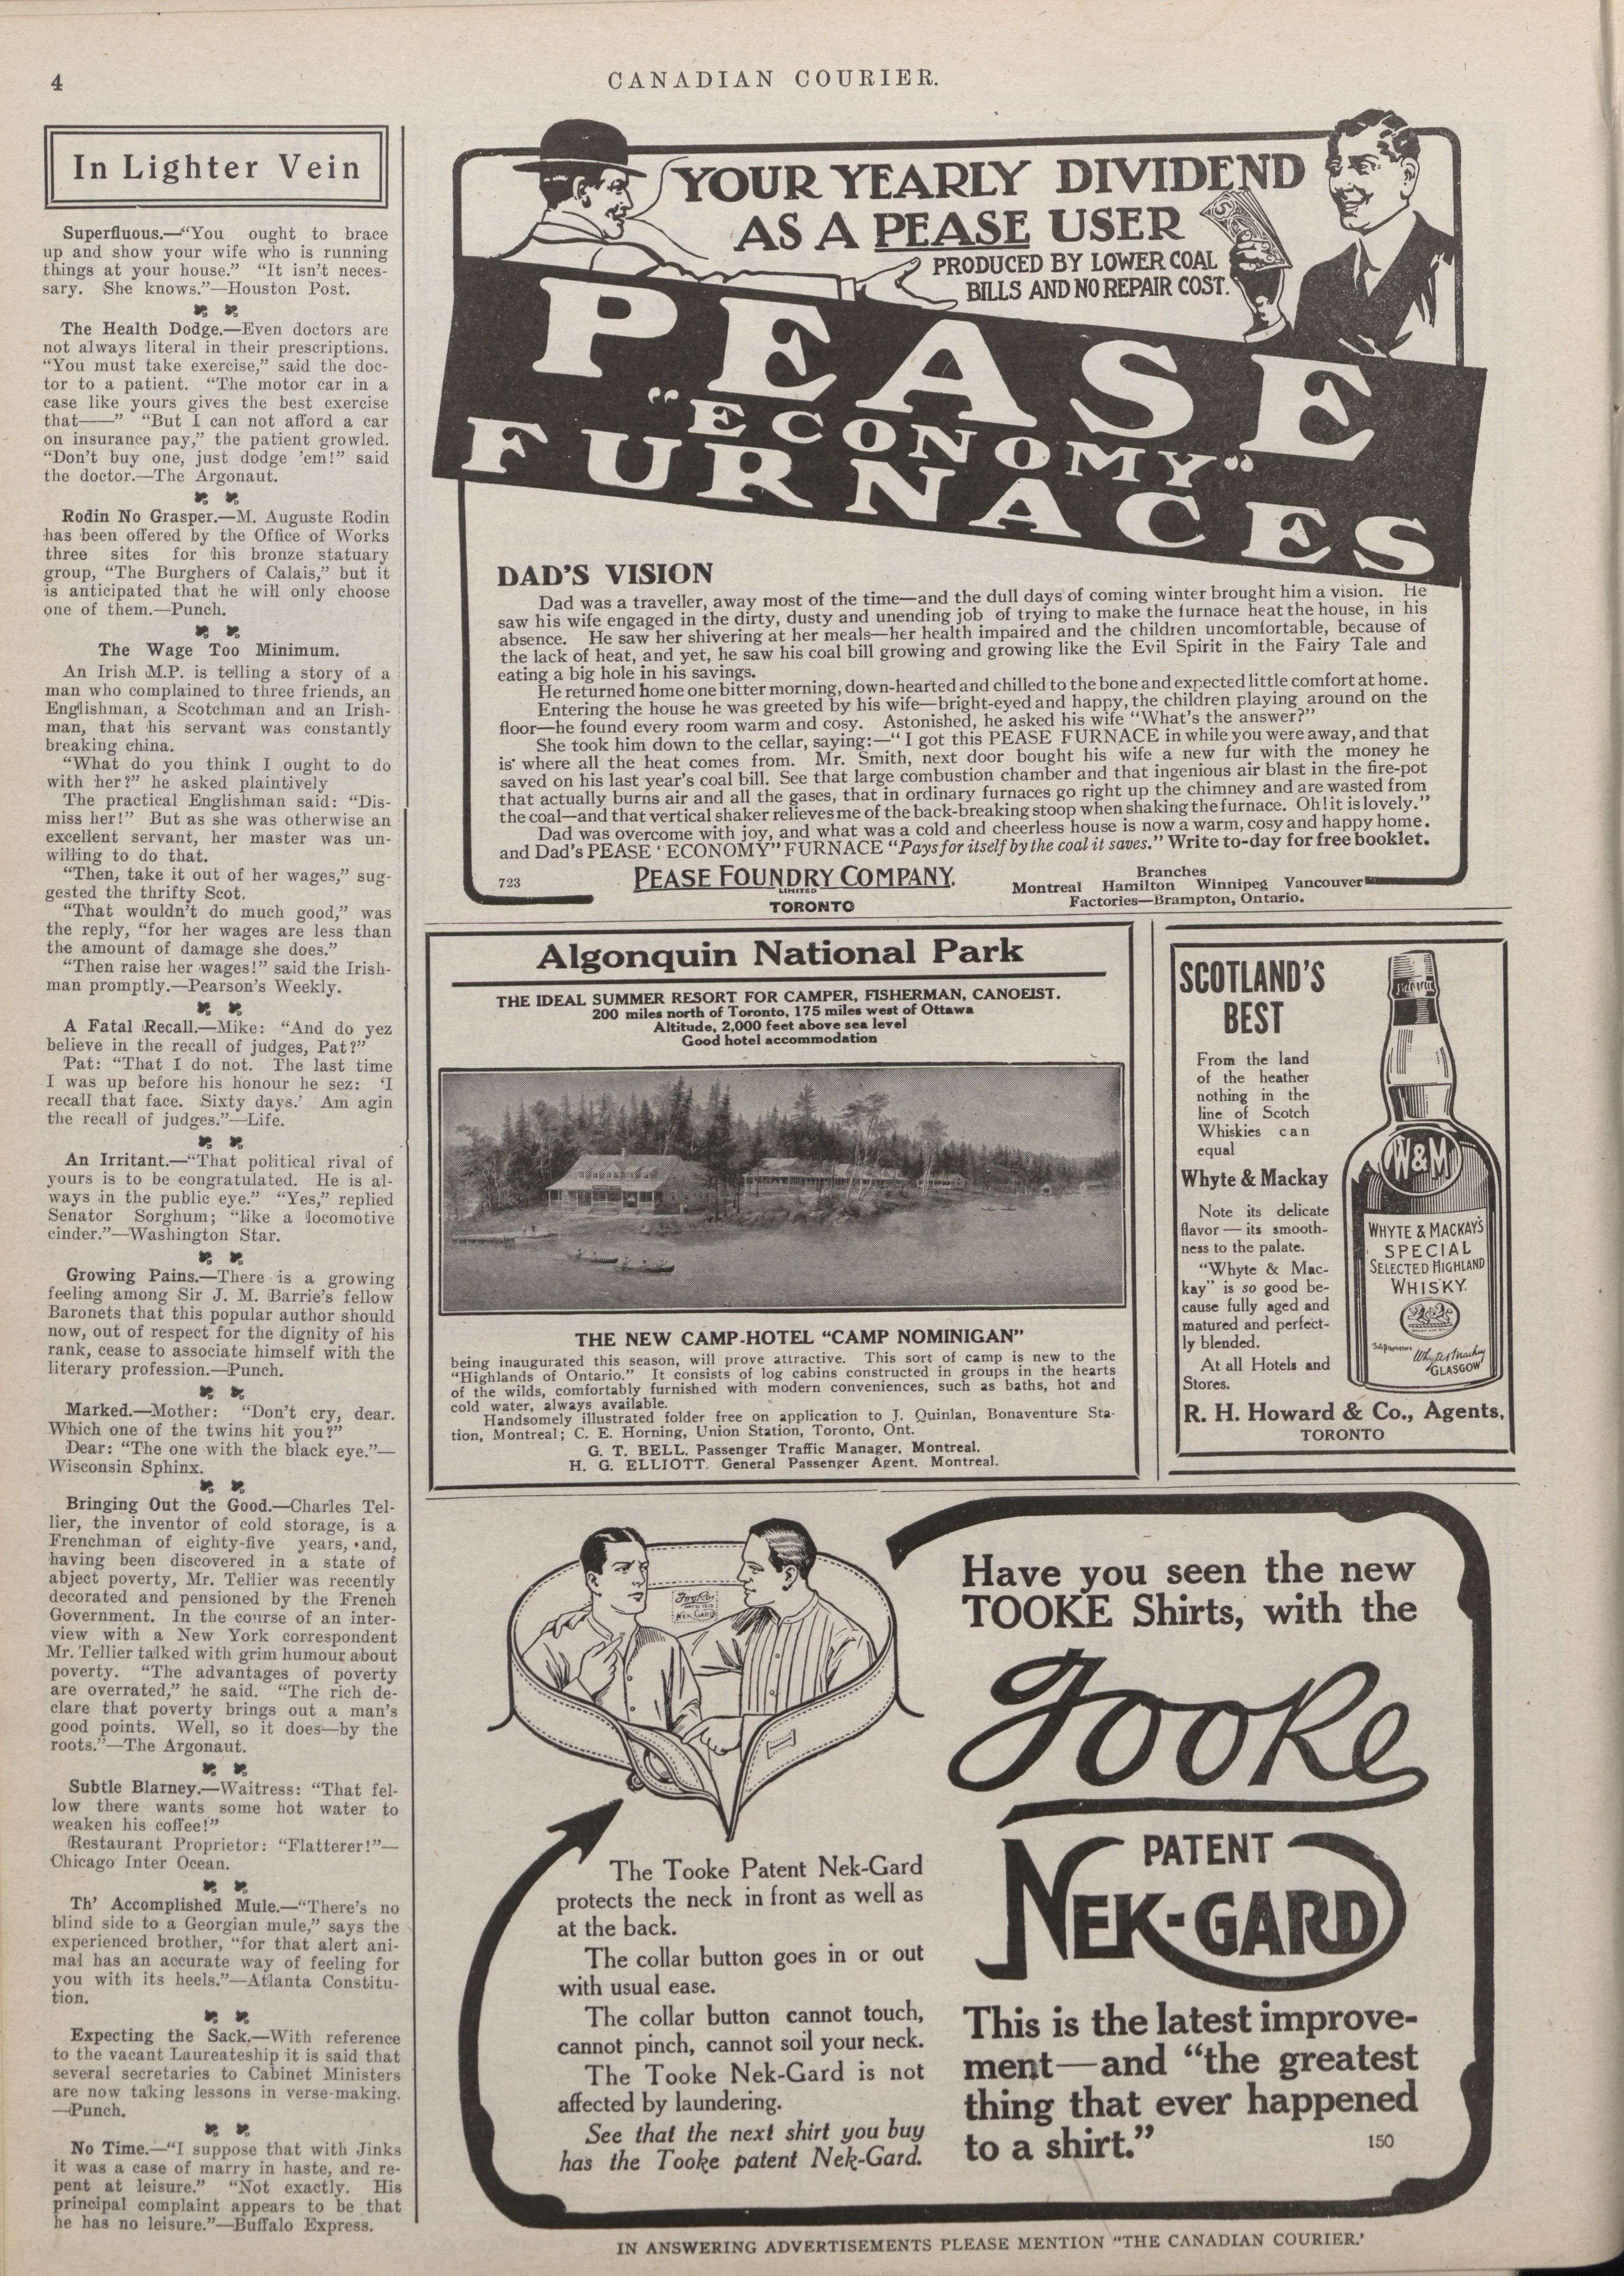 4
CANADIAN COURIER.
In Lighter Vein
Superfluous.—"You ought to brace
up and show your wife who is running
things at your house." "It isn't neces-
sary. She knows."—Houston Post.
The Health Dodge.—Even doctors are
not always literal in their prescriptions.
"You must take exercise," said the doc-
tor to a patient. "The motor car in a
case like yours gives the best exercise
that——" "But I can not afford a car
on insurance pay," the patient growled.
"Don't buy one, just dodge 'em!" said
the doctor.—The Argonaut.
Rodin No Grasper.—M. Auguste Rodin
has been offered by the Office of Works
three sites for his bronze statuary
group, "The Burghers of Calais," but it
is anticipated that he will only choose
one of them.—Punch.
The Wage Too Minimum.
An Irish M.P. is telling a story of a
man who complained to three friends, an
Englishman, a Scotchman and an Irish-
man, that his servant was constantly
breaking china.
"What do you think I ought to do
with her?" he asked plaintively
The practical Englishman said: "Dis-
miss her!" But as she was otherwise an
excellent servant, her master was un-
willing to do that.
"Then, take it out of her wages," sug-
gested the thrifty Scot.
"That wouldn't do much good," was
the reply, "for her wages are less than
the amount of damage she does."
"Then raise her wages!" said the Irish-
man promptly.—Pearson's Weekly.
A Fatal Recall.—Mike: "And do yez
believe in the recall of judges, Pat?"
Pat: "That I do not. The last time
I was up before his honour he sez: 'I
recall that face. Sixty days.' Am agin
the recall of judges."—Life.
An Irritant.—"That political rival of
yours is to be congratulated. He is al-
ways in the public eye." "Yes," replied
Senator Sorghum; "like a locomotive
cinder."—Washington Star.
Growing Pains.—There is a growing
feeling among Sir J. M. Barrie's fellow
Baronets that this popular author should
now, out of respect for the dignity of his
rank, cease to associate himself with the
literary profession.—Punch.
Marked.—Mother: "Don't cry, dear.
Which one of the twins hit you?"
Dear: "The one with the black eye."—
Wisconsin Sphinx.
Bringing Out the Good.—Charles Tel-
lier, the inventor of cold storage, is a
Frenchman of eighty-five years, and,
having been discovered in a state of
abject poverty, Mr. Tellier was recently
decorated and pensioned by the French
Government. In the course of an inter-
view with a New York correspondent
Mr. Tellier talked with grim humour about
poverty. "The advantages of poverty
are overrated," he said. "The rich de-
clare that poverty brings out a man's
good points. Well, so it does—by the
roots."—The Argonaut.
Subtle Blarney.—Waitress: "That fel-
low there wants some hot water to
weaken his coffee!"
Restaurant Proprietor: "Flatterer!"—
Chicago Inter Ocean.
Th' Accomplished Mule.—"There's no
blind side to a Georgian mule," says the
experienced brother, "for that alert ani-
mal has an accurate way of feeling for
you with its heels."—Atlanta Constitu-
tion.
Expecting the Sack.—With reference
to the vacant Laureateship it is said that
several secretaries to Cabinet Ministers
are now taking lessons in verse-making.
—Punch.
No Time.—"I suppose that with Jinks
it was a case of marry in haste, and re-
pent at leisure." "Not exactly. His
principal complaint appears to be that
he has no leisure."—Buffalo Express.
YOUR YEARLY DIVIDEND
AS A PEASE USER
PRODUCED BY LOWER COAL
BILLS AND NO REPAIR COST.
PEASE
"ECONOMY"
FURNACES
DAD'S VISION
Dad was a traveller, away most of the time—and the dull days of coming winter brought him a vision. He
saw his wife engaged in the dirty, dusty and unending job of trying to make the furnace heat the house, in his
absence. He saw her shivering at her meals—her health impaired and the children uncomfortable, because of
the lack of heat, and yet, he saw his coal bill growing and growing like the Evil Spirit in the Fairy Tale and
eating a big hole in his savings.
He returned home one bitter morning, down-hearted and chilled to the bone and expected little comfort at home.
Entering the house he was greeted by his wife—bright-eyed and happy, the children playing around on the
floor—he found every room warm and cosy. Astonished, he asked his wife "What's the answer?"
She took him down to the cellar, saying:—"I got this PEASE FURNACE in while you were away, and that
is where all the heat comes from. Mr. Smith, next door bought his wife a new fur with the money he
saved on his last year's coal bill. See that large combustion chamber and that ingenious air blast in the fire-pot
that actually burns air and all the gases, that in ordinary furnaces go right up the chimney and are wasted from
the coal—and that vertical shaker relieves me of the back-breaking stoop when shaking the furnace. Oh! it is lovely."
Dad was overcome with joy, and what was a cold and cheerless house is now a warm, cosy and happy home.
and Dad's PEASE "ECONOMY" FURNACE "Pays for itself by the coal it saves." Write to-day for free booklet.
723
PEASE FOUNDRY COMPANY,
LIMITED
TORONTO
Branches
Montreal Hamilton Winnipeg Vancouver
Factories—Brampton, Ontario.
Algonquin National Park
THE IDEAL SUMMER RESORT FOR CAMPER, FISHERMAN, CANOEIST.
200 miles north of Toronto, 175 miles west of Ottawa
Altitude, 2,000 feet above sea level
Good hotel accommodation
THE NEW CAMP-HOTEL "CAMP NOMINIGAN"
being inaugurated this season, will prove attractive. This sort of camp is new to the
"Highlands of Ontario." It consists of log cabins constructed in groups in the hearts
of the wilds, comfortably furnished with modern conveniences, such as baths, hot and
cold water, always available.
Handsomely illustrated folder free on application to J. Quinlan, Bonaventure Sta-
tion, Montreal; C. E. Horning, Union Station, Toronto, Ont.
G. T. BELL, Passenger Traffic Manager, Montreal.
H. G. ELLIOTT, General Passenger Agent, Montreal.
SCOTLAND'S
BEST
From the land
of the heather
nothing in the
line of Scotch
Whiskies can
equal
Whyte & Mackay
Note its delicate
flavor—its smooth-
ness to the palate.
"Whyte & Mac-
kay" is so good be-
cause fully aged and
matured and perfect-
ly blended.
At all Hotels and
Stores.
W&M
WHYTE & MACKAY'S
SPECIAL
SELECTED HIGHLAND
WHISKY.
Whyte & Mackay
GLASGOW
R. H. Howard & Co., Agents,
TORONTO
Tooke
NEK-GARD
Have you seen the new
TOOKE Shirts, with the
Tooke
PATENT
NEK-GARD
The Tooke Patent Nek-Gard
protects the neck in front as well as
at the back.
The collar button goes in or out
with usual ease.
The collar button cannot touch,
cannot pinch, cannot soil your neck.
The Tooke Nek-Gard is not
affected by laundering.
See that the next shirt you buy
has the Tooke patent Nek-Gard.
This is the latest improve-
ment—and "the greatest
thing that ever happened
to a shirt."
150
IN ANSWERING ADVERTISEMENTS PLEASE MENTION "THE CANADIAN COURIER.'